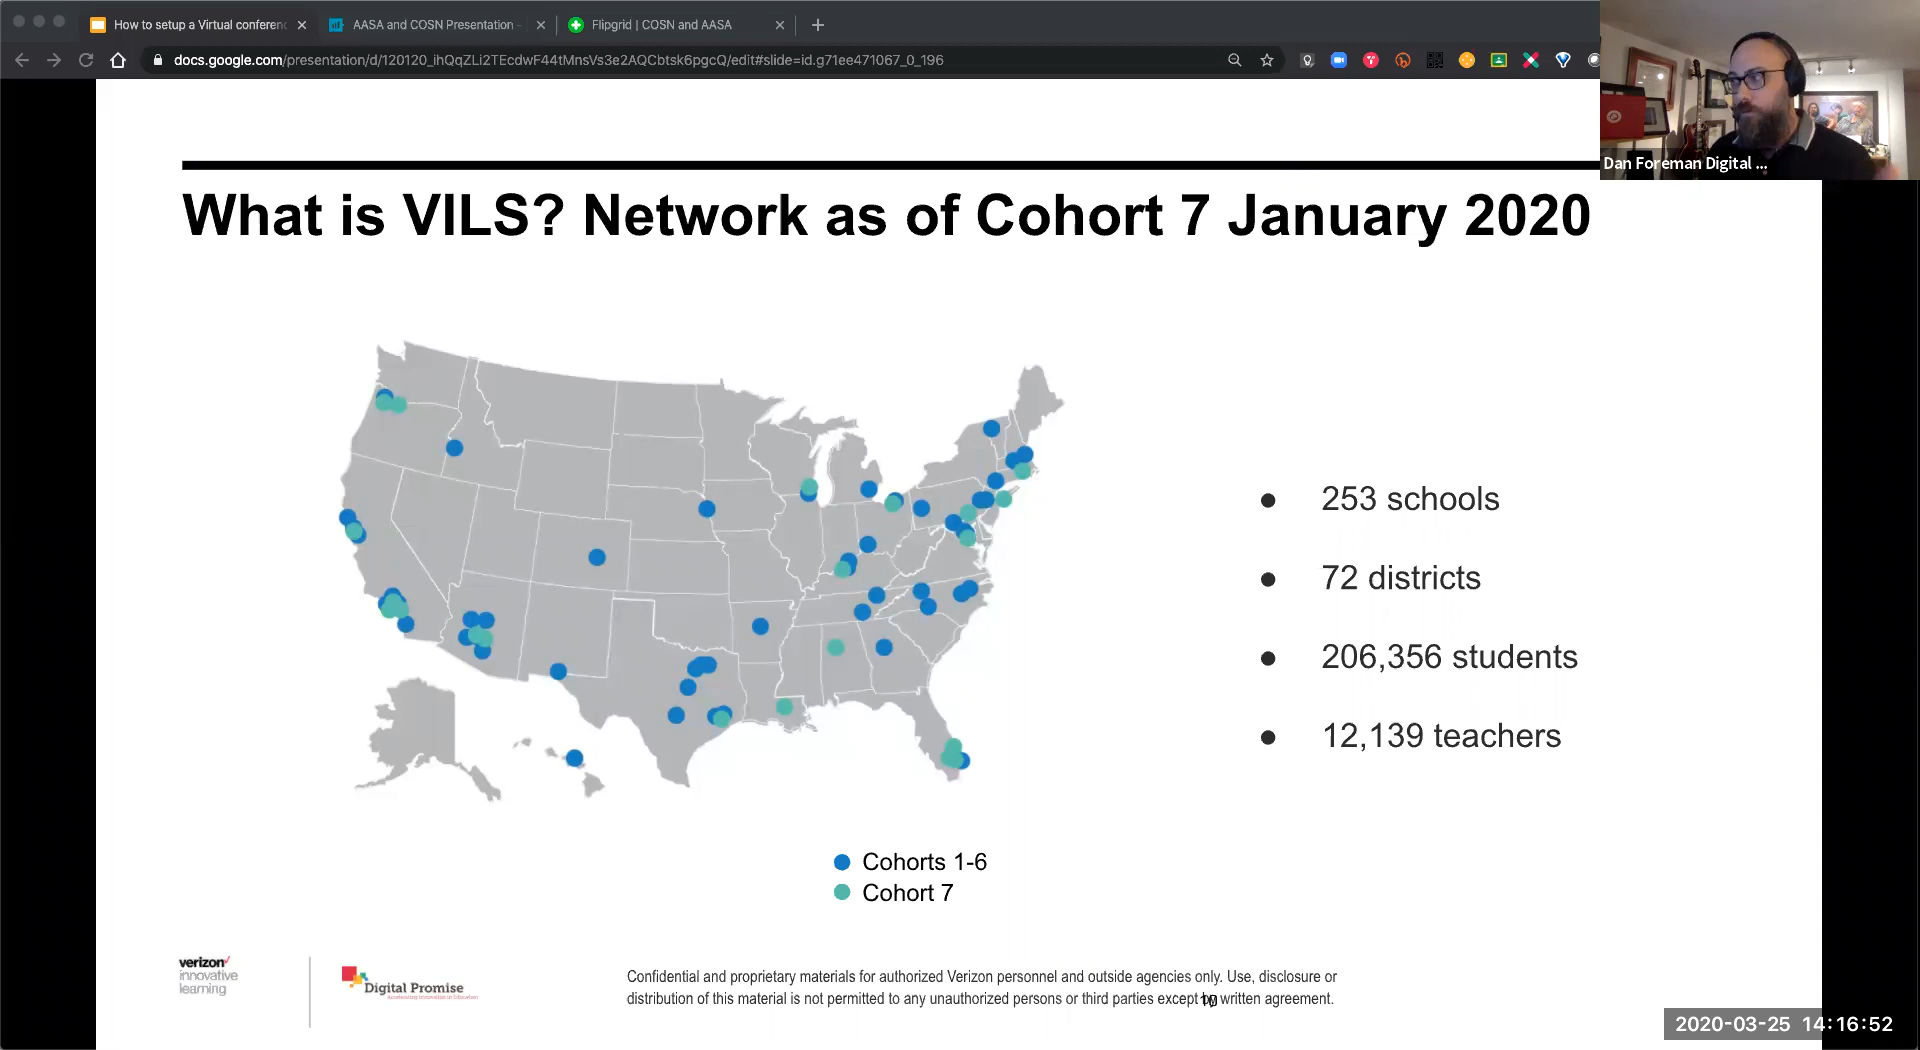 How to setup a Virtual conferenc
AASA and COSN Presentation -
Flipgrid | COSN and AASA
docs.google.com/presentation/d/120120_ihQqZLi2TEcdwF44tMnsVs3e2AQCbtsk6pgcQ/edit#slide=id.g71ee471067_0_196
Dan Foreman Digital ...
What is VILS? Network as of Cohort 7 January 2020
● 253 schools
● 72 districts
● 206,356 students
● 12,139 teachers
Cohorts 1-6
Cohort 7
verizon✓
innovative
learning
Digital Promise
Accelerating Innovation in Education
Confidential and proprietary materials for authorized Verizon personnel and outside agencies only. Use, disclosure or
distribution of this material is not permitted to any unauthorized persons or third parties except by written agreement.
2020-03-25 14:16:52